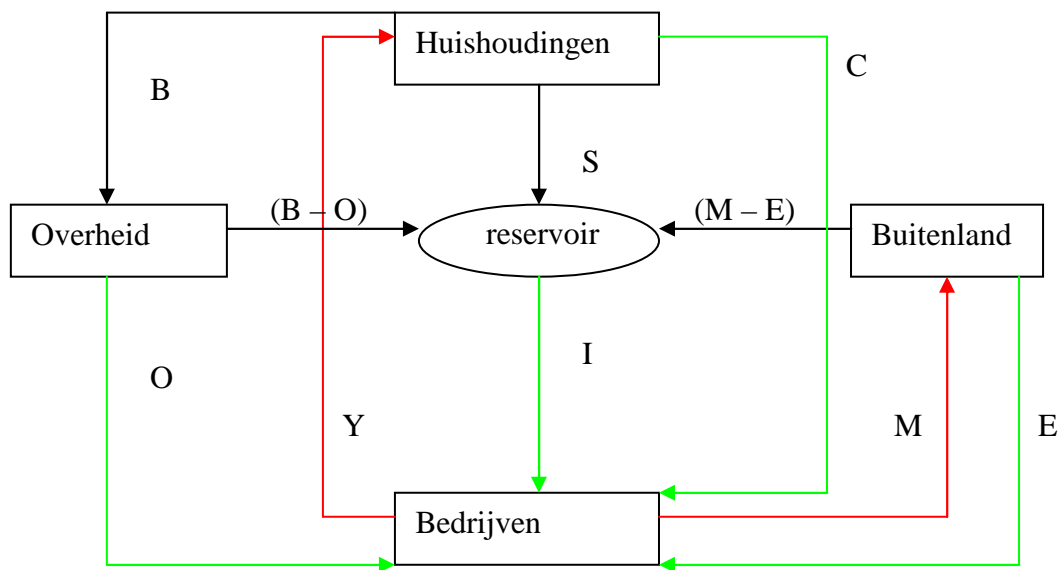 Huishoudingen
C
B
S
(B – O)
(M – E)
Overheid
reservoir
Buitenland
I
O
Y
M
E
Bedrijven